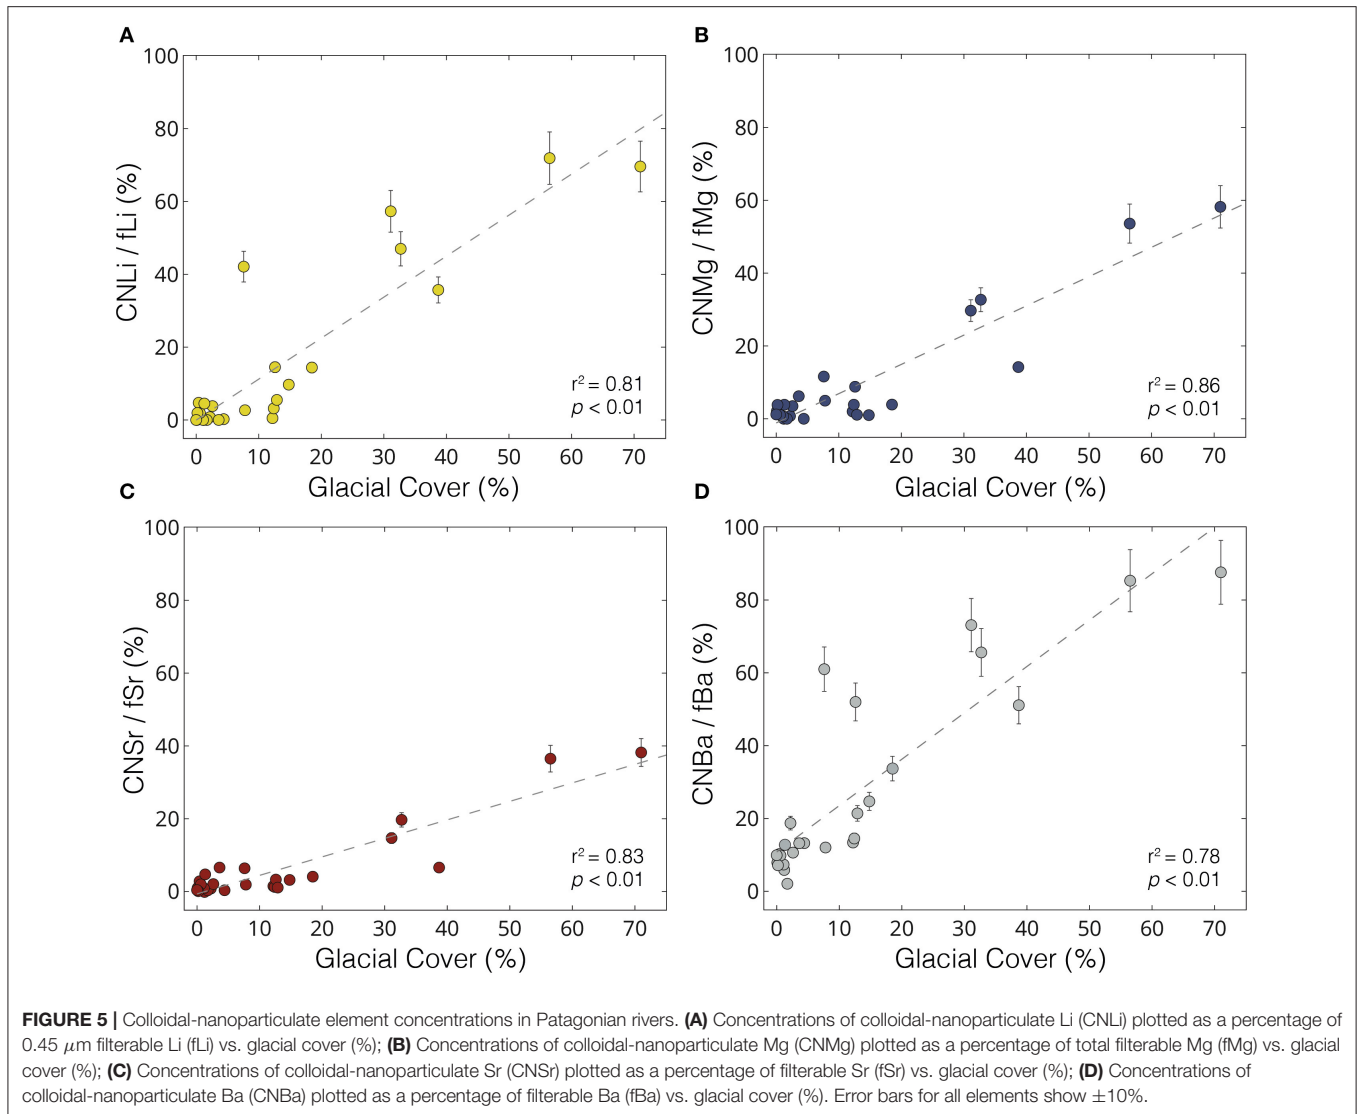 A
100
80
60
40
20
0
CNLi / fLi (%)
r² = 0.81
p < 0.01
0 10 20 30 40 50 60 70
Glacial Cover (%)
B
100
80
60
40
20
0
CNMg / fMg (%)
r² = 0.86
p < 0.01
0 10 20 30 40 50 60 70
Glacial Cover (%)
C
100
80
60
40
20
0
CNSr / fSr (%)
r² = 0.83
p < 0.01
0 10 20 30 40 50 60 70
Glacial Cover (%)
D
100
80
60
40
20
0
CNBa / fBa (%)
r² = 0.78
p < 0.01
0 10 20 30 40 50 60 70
Glacial Cover (%)
FIGURE 5 | Colloidal-nanoparticulate element concentrations in Patagonian rivers. (A) Concentrations of colloidal-nanoparticulate Li (CNLi) plotted as a percentage of
0.45 μm filterable Li (fLi) vs. glacial cover (%); (B) Concentrations of colloidal-nanoparticulate Mg (CNMg) plotted as a percentage of total filterable Mg (fMg) vs. glacial
cover (%); (C) Concentrations of colloidal-nanoparticulate Sr (CNSr) plotted as a percentage of filterable Sr (fSr) vs. glacial cover (%); (D) Concentrations of
colloidal-nanoparticulate Ba (CNBa) plotted as a percentage of filterable Ba (fBa) vs. glacial cover (%). Error bars for all elements show ±10%.